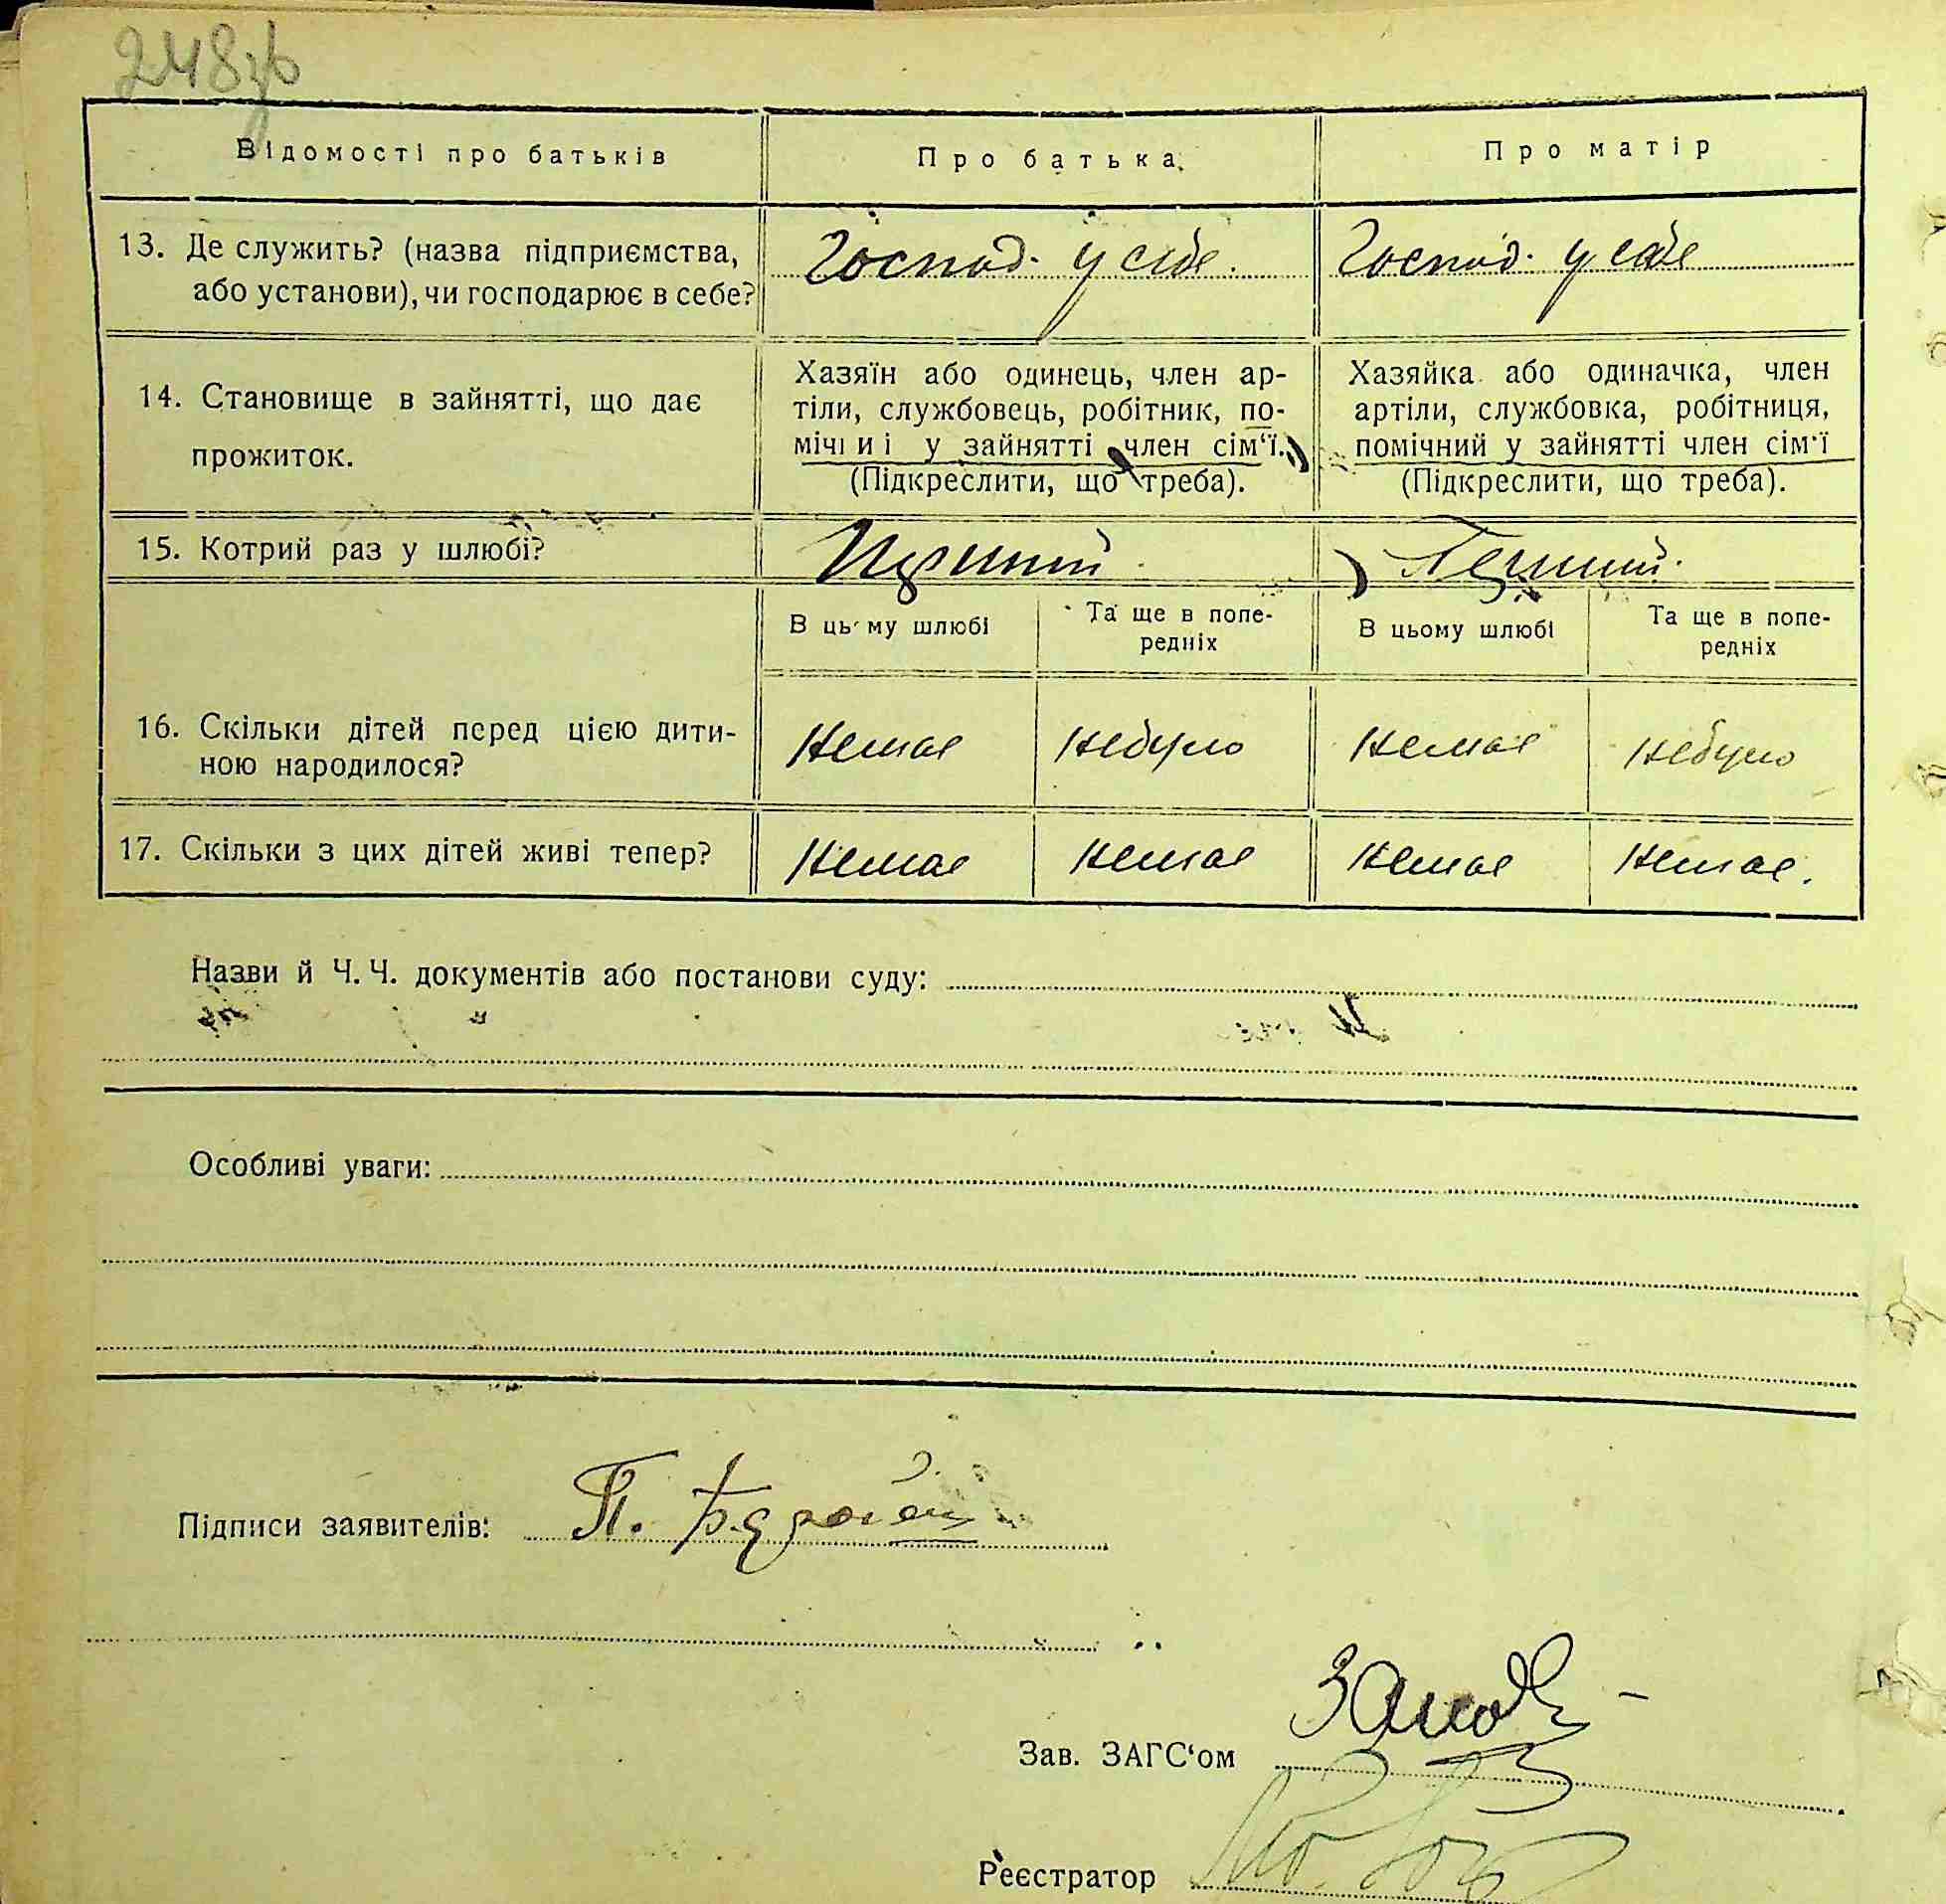 248зв
Відомості про батьків
Про батька
Про матір
13. Де служить? (назва підприємства,
або установи), чи господарює в себе?
Господ. у себе.
Господ. у себе
14. Становище в зайнятті, що дає
прожиток.
Хазяїн або одинець, член ар-
тіли, службовець, робітник, по-
мічний у зайнятті член сім‘ї.
(Підкреслити, що треба).
Хазяйка або одиначка, член
артіли, службовка, робітниця,
помічний у зайнятті член сім‘ї
(Підкреслити, що треба).
15. Котрий раз у шлюбі?
Перший
Перший.
В цьому шлюбі
Та ще в попе-
редніх
В цьому шлюбі
Та ще в попе-
редніх
16. Скільки дітей перед цією дити-
ною народилося?
Немає
Небуло
Немає
Небуло
17. Скільки з цих дітей живі тепер?
Немає
Немає
Немає
Немає.
Назви й Ч. Ч. документів або постанови суду:
Особливі уваги:
Підписи заявителів: П.
Зав. ЗАГС‘ом
Реєстратор